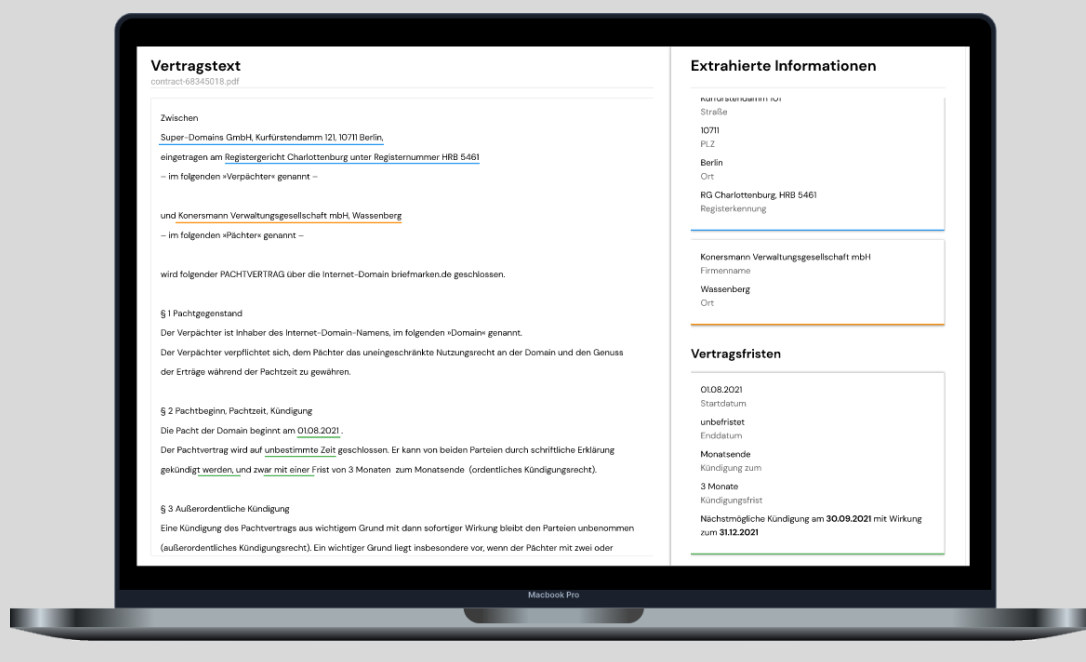 Vertragstext
contract-68345018.pdf
Zwischen
Super-Domains GmbH, Kurfürstendamm 121, 10711 Berlin,
eingetragen am Registergericht Charlottenburg unter Registernummer HRB 5461
– im folgenden »Verpächter« genannt –
und Konersmann Verwaltungsgesellschaft mbH, Wassenberg
– im folgenden »Pächter« genannt –
wird folgender PACHTVERTRAG über die Internet-Domain briefmarken.de geschlossen.
§ 1 Pachtgegenstand
Der Verpächter ist Inhaber des Internet-Domain-Namens, im folgenden »Domain« genannt.
Der Verpächter verpflichtet sich, dem Pächter das uneingeschränkte Nutzungsrecht an der Domain und den Genuss
der Erträge während der Pachtzeit zu gewähren.
§ 2 Pachtbeginn, Pachtzeit, Kündigung
Die Pacht der Domain beginnt am 01.08.2021 .
Der Pachtvertrag wird auf unbestimmte Zeit geschlossen. Er kann von beiden Parteien durch schriftliche Erklärung
gekündigt werden, und zwar mit einer Frist von 3 Monaten zum Monatsende (ordentliches Kündigungsrecht).
§ 3 Außerordentliche Kündigung
Eine Kündigung des Pachtvertrags aus wichtigem Grund mit dann sofortiger Wirkung bleibt den Parteien unbenommen
(außerordentliches Kündigungsrecht). Ein wichtiger Grund liegt insbesondere vor, wenn der Pächter mit zwei oder
Extrahierte Informationen
Kurfürstendamm
Straße
10711
PLZ
Berlin
Ort
RG Charlottenburg, HRB 5461
Registerkennung
Konersmann Verwaltungsgesellschaft mbH
Firmenname
Wassenberg
Ort
Vertragsfristen
01.08.2021
Startdatum
unbefristet
Enddatum
Monatsende
Kündigung zum
3 Monate
Kündigungsfrist
Nächstmögliche Kündigung am 30.09.2021 mit Wirkung
zum 31.12.2021
Macbook Pro